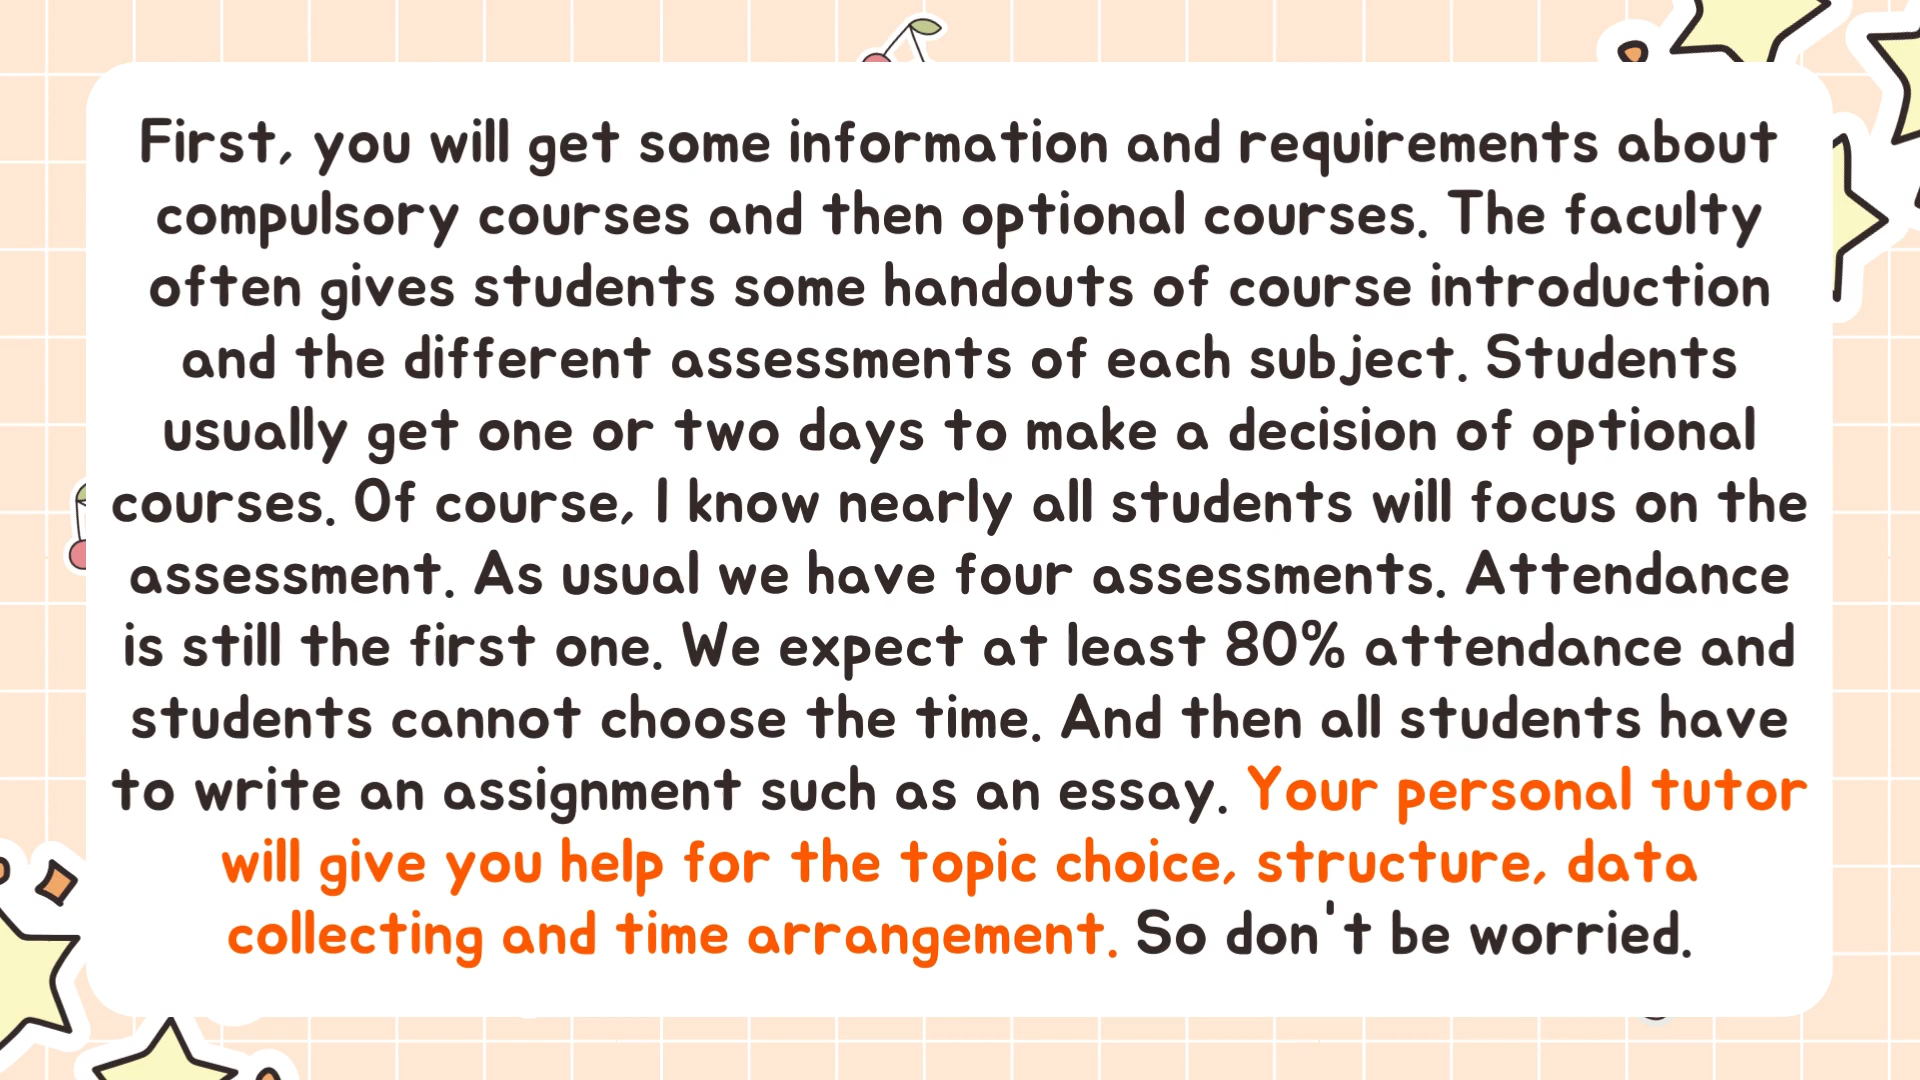 First, you will get some information and requirements about
compulsory courses and then optional courses. The faculty
often gives students some handouts of course introduction
and the different assessments of each subject. Students
usually get one or two days to make a decision of optional
courses. Of course, I know nearly all students will focus on the
assessment. As usual we have four assessments. Attendance
is still the first one. We expect at least 80% attendance and
students cannot choose the time. And then all students have
to write an assignment such as an essay. Your personal tutor
will give you help for the topic choice, structure, data
collecting and time arrangement. So don't be worried.